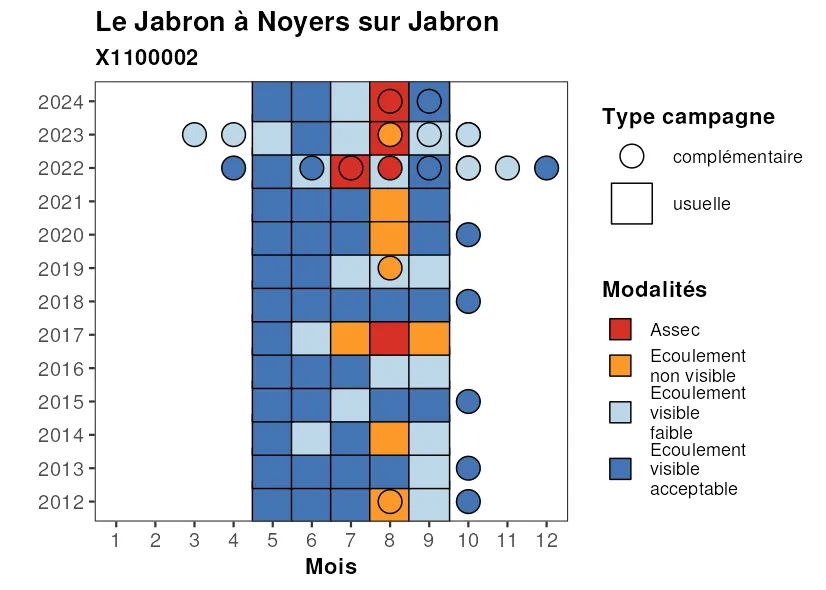 Le Jabron à Noyers sur Jabron
X1100002
2024
2023
2022
2021
2020
2019
2018
2017
2016
2015
2014
2013
2012
1 2 3 4 5 6 7 8 9 10 11 12
Mois
Type campagne
complémentaire
usuelle
Modalités
Assec
Ecoulement
non visible
Ecoulement
visible
faible
Ecoulement
visible
acceptable